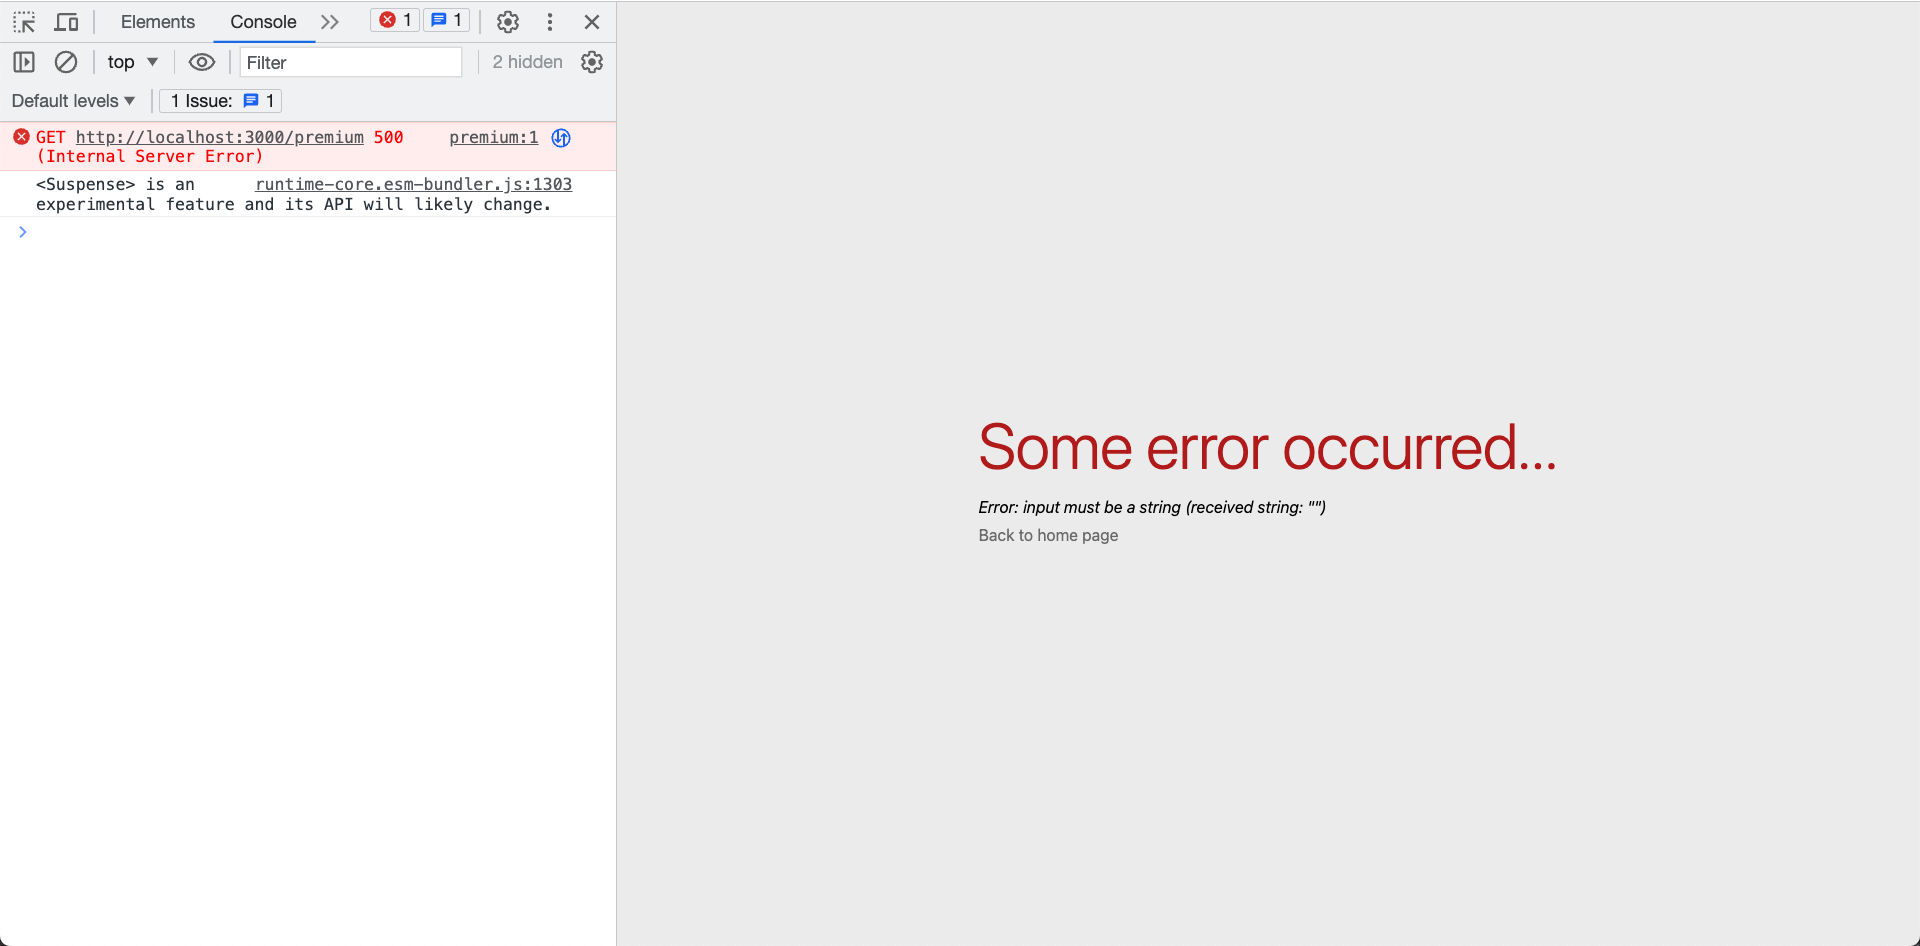 Elements Console 1 1
top Filter 2 hidden
Default levels 1 Issue: 1
GET http://localhost:3000/premium 500 premium:1
(Internal Server Error)
<Suspense> is an runtime-core.esm-bundler.js:1303
experimental feature and its API will likely change.
Some error occurred...
Error: input must be a string (received string: "")
Back to home page